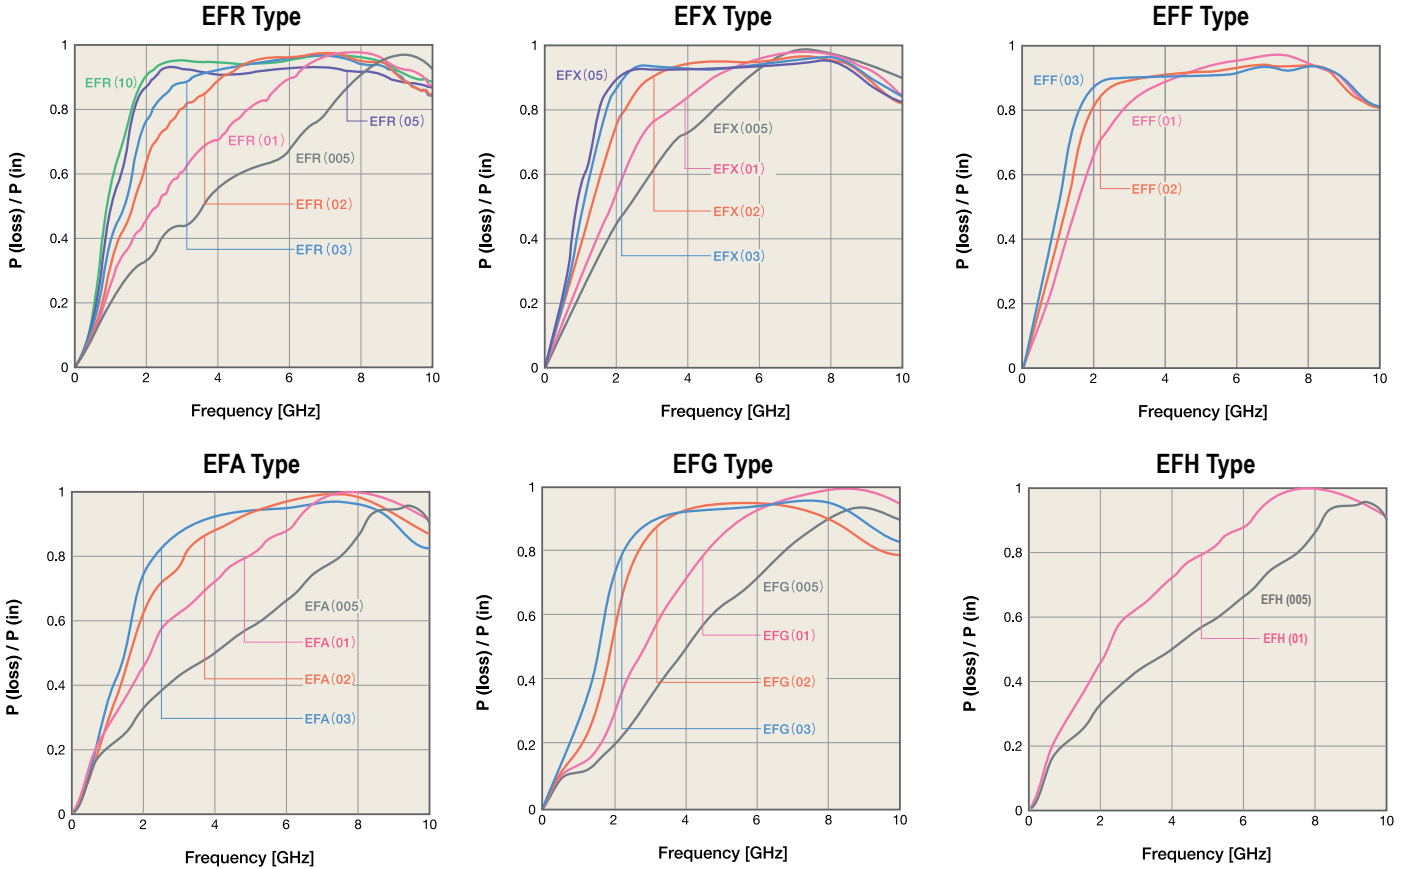 EFR Type
1
0.8
0.6
0.4
0.2
0
0 2 4 6 8 10
P (loss) / P (in)
Frequency [GHz]
EFR(10)
EFR(05)
EFR(01)
EFR(005)
EFR(02)
EFR(03)
EFX Type
1
0.8
0.6
0.4
0.2
0
0 2 4 6 8 10
P (loss) / P (in)
Frequency [GHz]
EFX(05)
EFX(005)
EFX(01)
EFX(02)
EFX(03)
EFF Type
1
0.8
0.6
0.4
0.2
0
0 2 4 6 8 10
P (loss) / P (in)
Frequency [GHz]
EFF(03)
EFF(01)
EFF(02)
EFA Type
1
0.8
0.6
0.4
0.2
0
0 2 4 6 8 10
P (loss) / P (in)
Frequency [GHz]
EFA(005)
EFA(01)
EFA(02)
EFA(03)
EFG Type
1
0.8
0.6
0.4
0.2
0
0 2 4 6 8 10
P (loss) / P (in)
Frequency [GHz]
EFG(005)
EFG(01)
EFG(02)
EFG(03)
EFH Type
1
0.8
0.6
0.4
0.2
0
0 2 4 6 8 10
P (loss) / P (in)
Frequency [GHz]
EFH (005)
EFH (01)